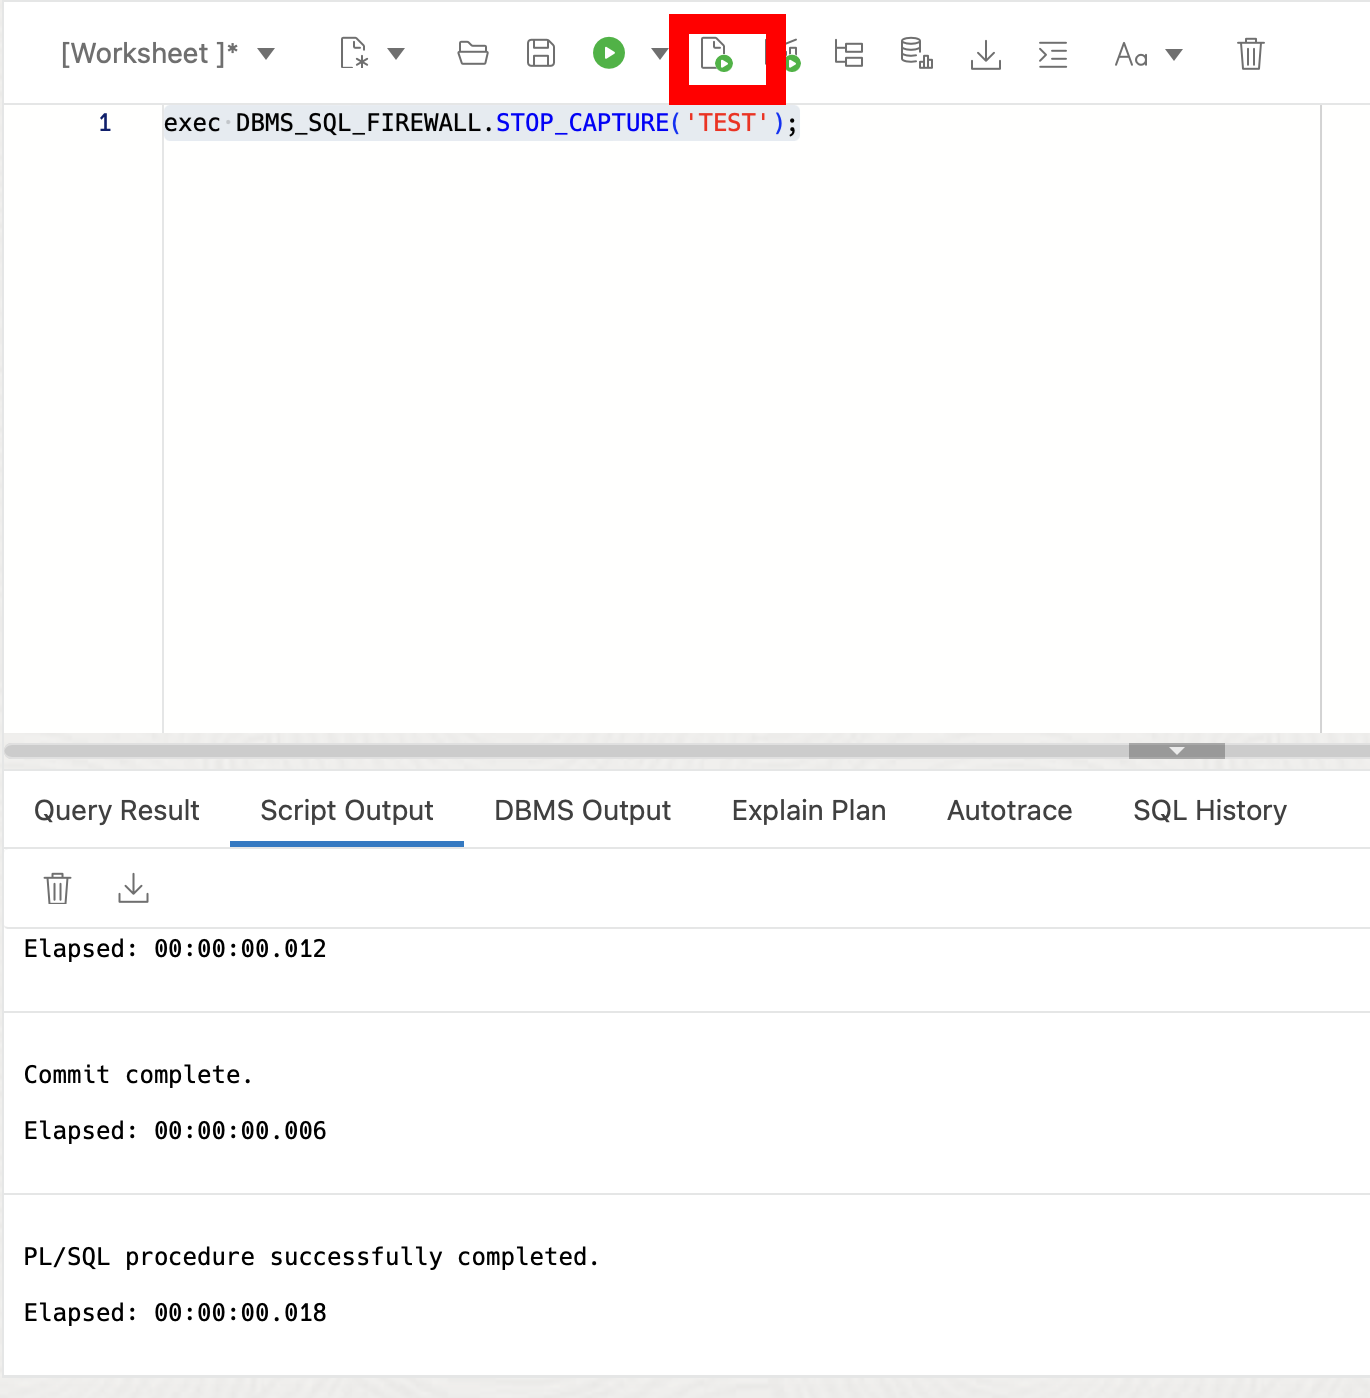 [Worksheet ]*
Aa
1 exec DBMS_SQL_FIREWALL.STOP_CAPTURE('TEST');
Query Result Script Output DBMS Output Explain Plan Autotrace SQL History
Elapsed: 00:00:00.012
Commit complete.
Elapsed: 00:00:00.006
PL/SQL procedure successfully completed.
Elapsed: 00:00:00.018